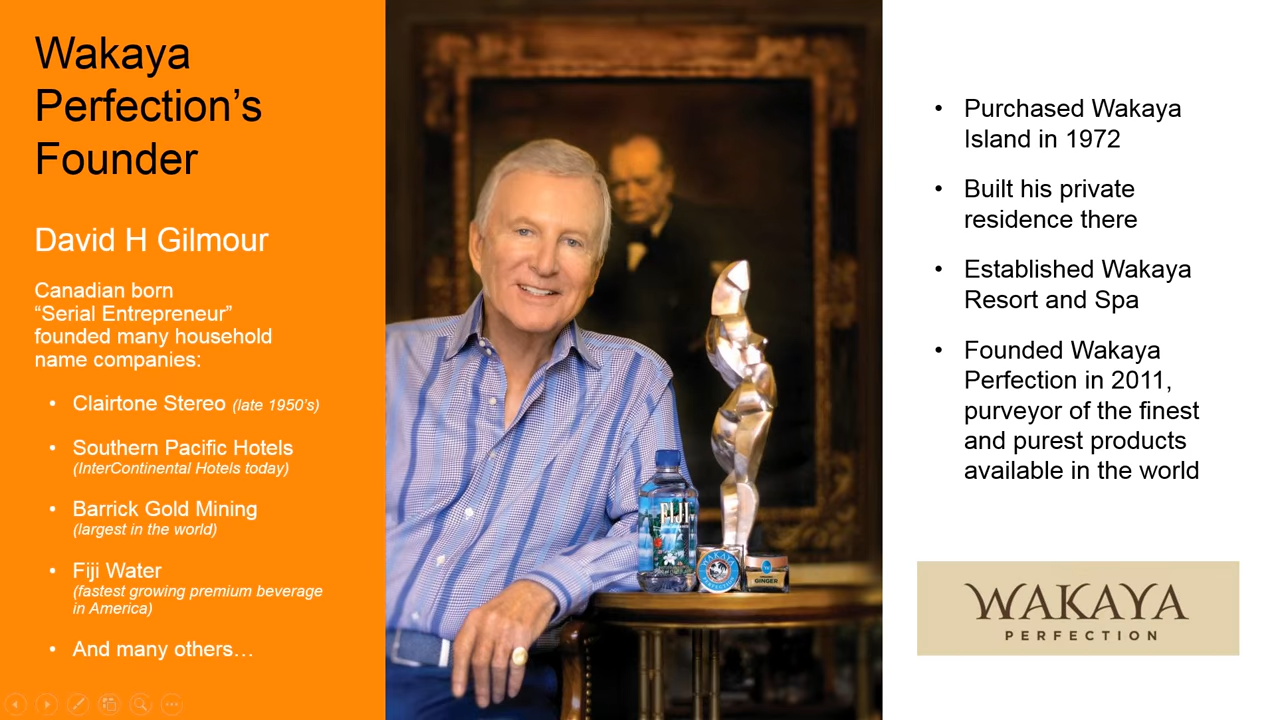 Wakaya
Perfection’s
Founder
David H Gilmour
Canadian born
“Serial Entrepreneur”
founded many household
name companies:
• Clairtone Stereo (late 1950’s)
• Southern Pacific Hotels
(InterContinental Hotels today)
• Barrick Gold Mining
(largest in the world)
• Fiji Water
(fastest growing premium beverage
in America)
• And many others…
FIJI
WAKAYA
PERFECTION
GINGER
• Purchased Wakaya
Island in 1972
• Built his private
residence there
• Established Wakaya
Resort and Spa
• Founded Wakaya
Perfection in 2011,
purveyor of the finest
and purest products
available in the world
WAKAYA
PERFECTION